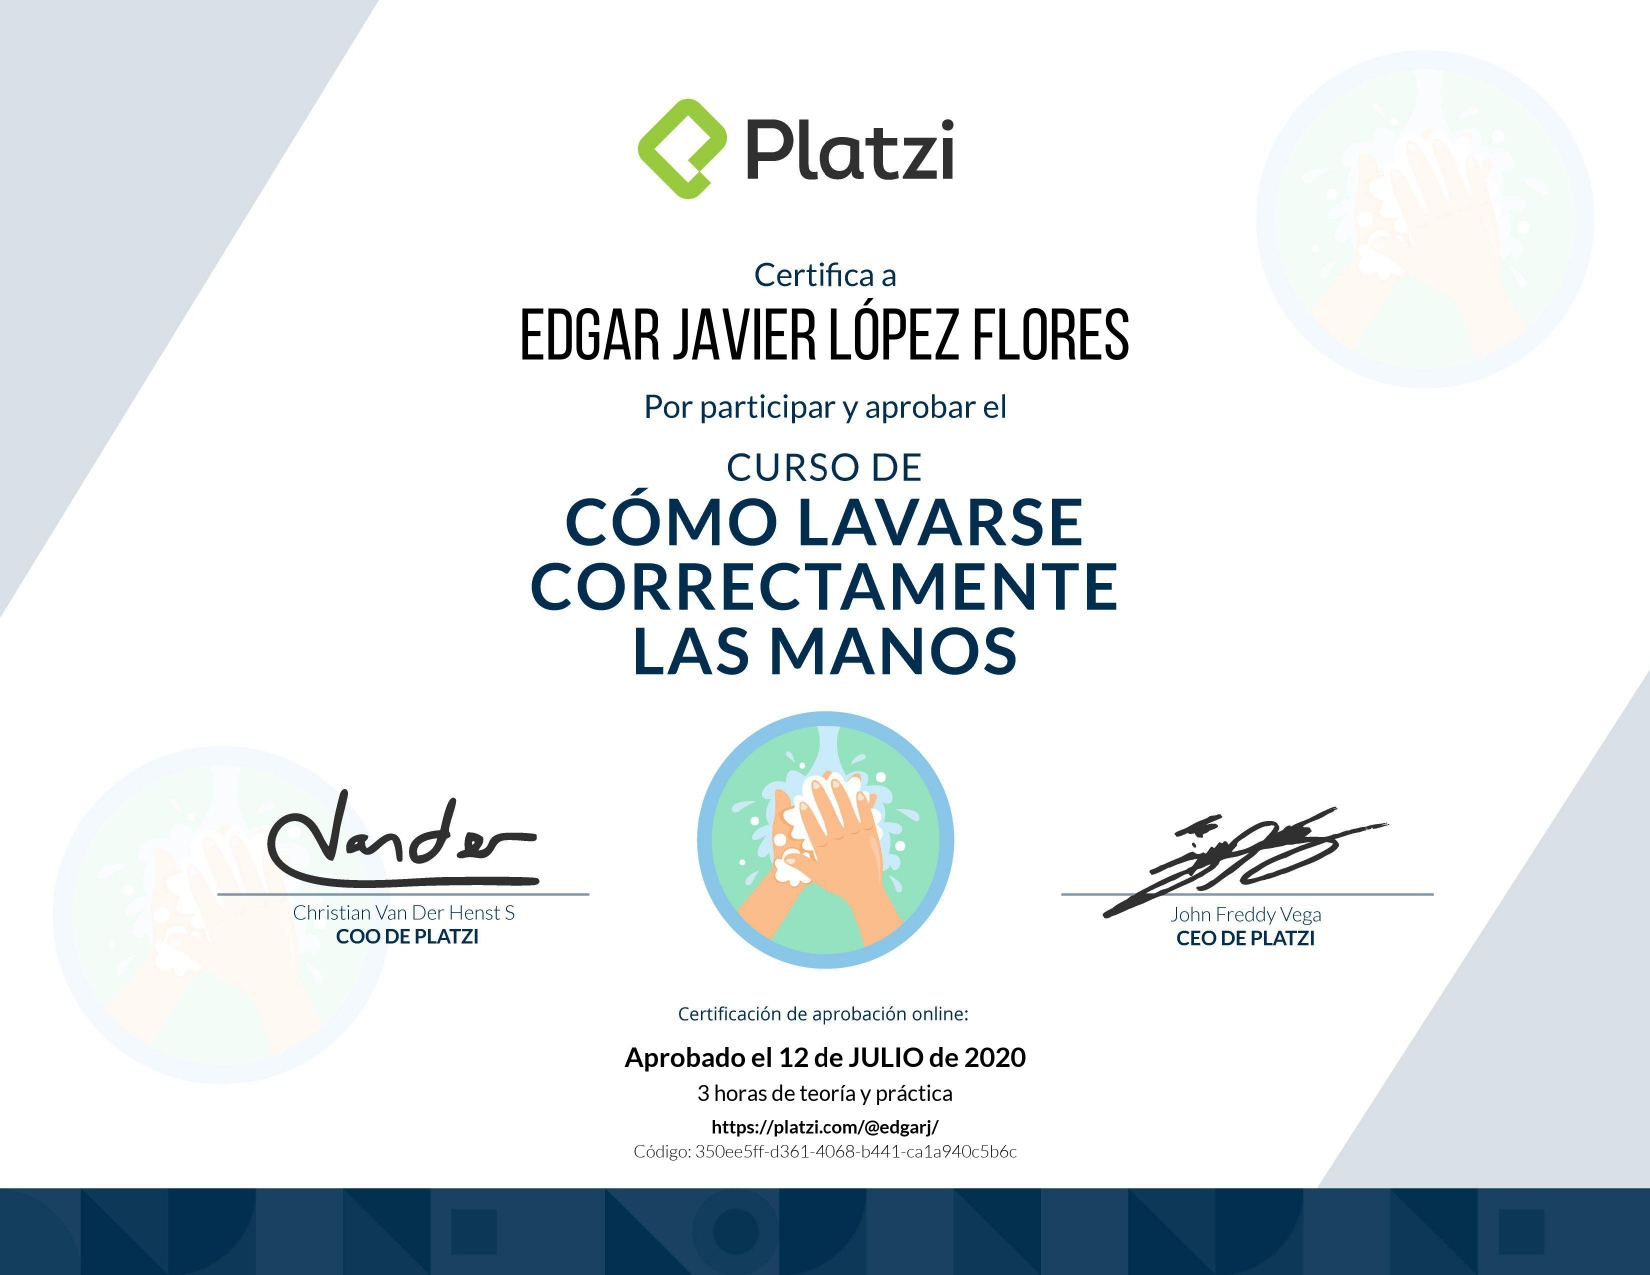 Platzi
Certifica a
EDGAR JAVIER LÓPEZ FLORES
Por participar y aprobar el
CURSO DE
CÓMO LAVARSE
CORRECTAMENTE
LAS MANOS
Vander
Christian Van Der Henst S
COO DE PLATZI
John Freddy Vega
CEO DE PLATZI
Certificación de aprobación online:
Aprobado el 12 de JULIO de 2020
3 horas de teoría y práctica
https://platzi.com/@edgarj/
Código: 350ee5ff-d361-4068-b441-ca1a940c5b6c